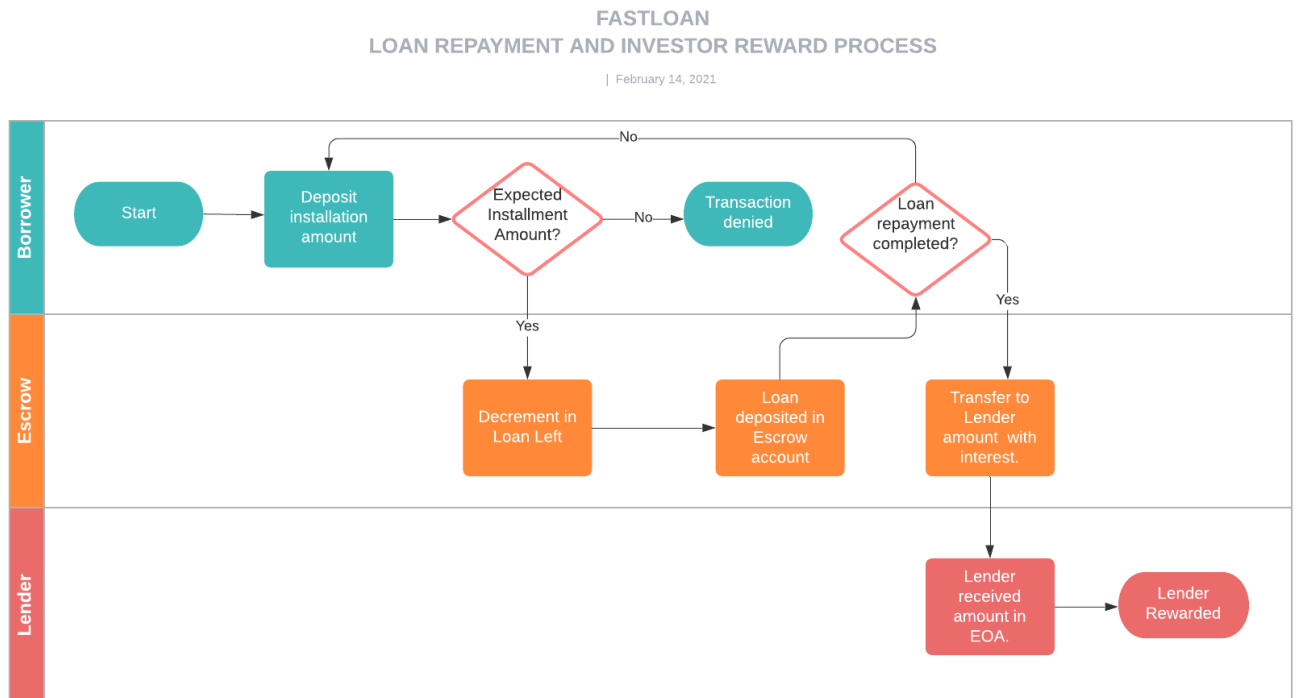 FASTLOAN
LOAN REPAYMENT AND INVESTOR REWARD PROCESS
| February 14, 2021
Borrower
Start
Deposit
installation
amount
Expected
Installment
Amount?
No
Transaction
denied
No
Loan
repayment
completed?
Yes
Yes
Escrow
Decrement in
Loan Left
Loan
deposited in
Escrow
account
Transfer to
Lender
amount with
interest.
Lender
Lender
received
amount in
EOA.
Lender
Rewarded